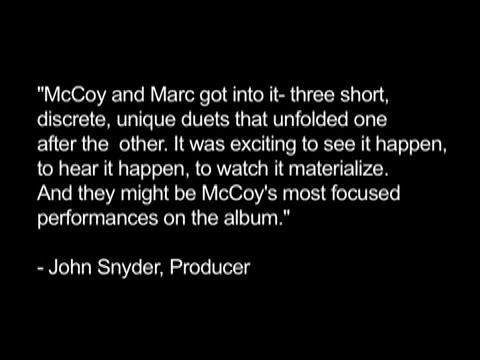 "McCoy and Marc got into it- three short,
discrete, unique duets that unfolded one
after the  other. It was exciting to see it happen,
to hear it happen, to watch it materialize.
And they might be McCoy's most focused
performances on the album."
- John Snyder, Producer